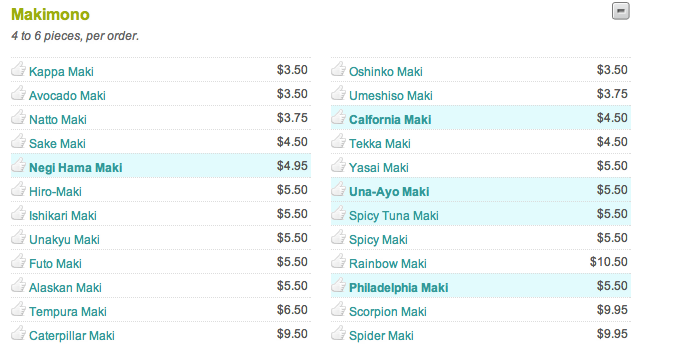 Makimono
4 to 6 pieces, per order.
Kappa Maki $3.50
Avocado Maki $3.50
Natto Maki $3.75
Sake Maki $4.50
Negi Hama Maki $4.95
Hiro-Maki $5.50
Ishikari Maki $5.50
Unakyu Maki $5.50
Futo Maki $5.50
Alaskan Maki $5.50
Tempura Maki $6.50
Caterpillar Maki $9.50
Oshinko Maki $3.50
Umeshiso Maki $3.75
Calfornia Maki $4.50
Tekka Maki $4.50
Yasai Maki $5.50
Una-Ayo Maki $5.50
Spicy Tuna Maki $5.50
Spicy Maki $5.50
Rainbow Maki $10.50
Philadelphia Maki $5.50
Scorpion Maki $9.95
Spider Maki $9.95